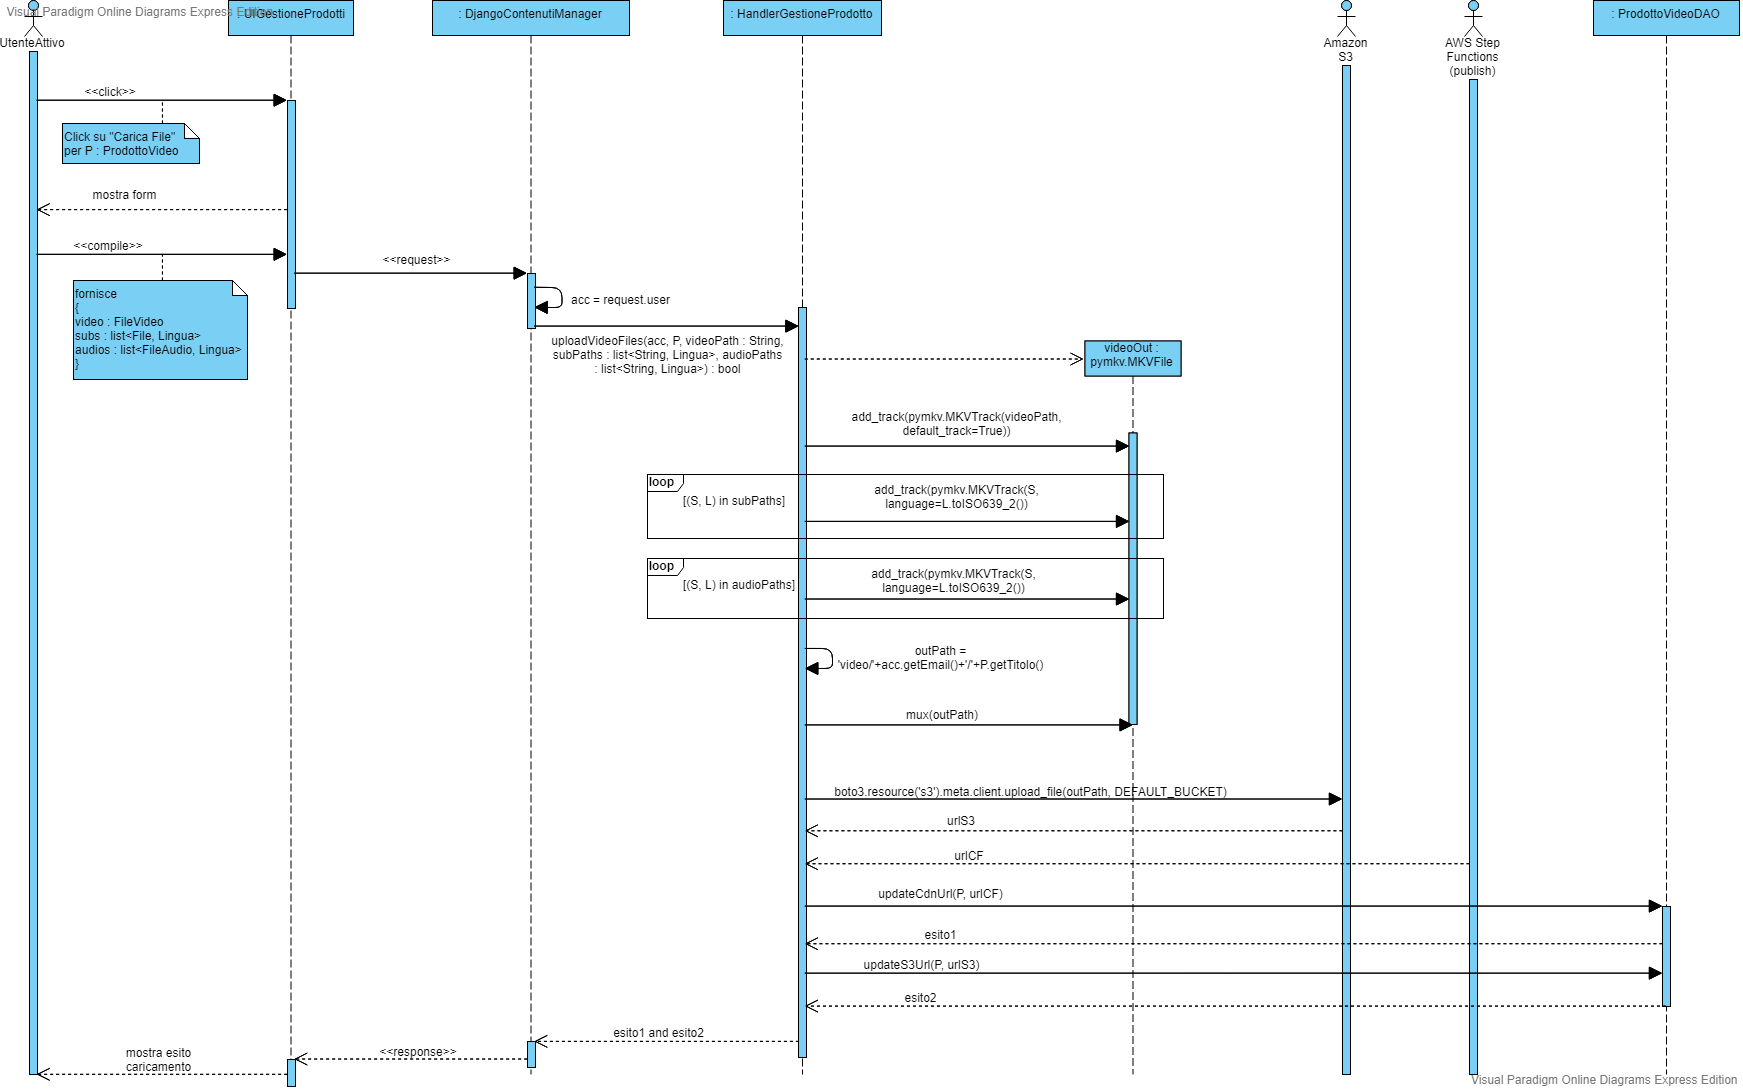 Visual Paradigm Online Diagrams Express Edition
: UIGestioneProdotti
: DjangoContenutiManager
: HandlerGestioneProdotto
: ProdottoVideoDAO
UtenteAttivo
Amazon
S3
AWS Step
Functions
(publish)
<<click>>
Click su "Carica File"
per P : ProdottoVideo
mostra form
<<compile>>
fornisce
{
video : FileVideo
subs : list<File, Lingua>
audios : list<FileAudio, Lingua>
}
<<request>>
acc = request.user
uploadVideoFiles(acc, P, videoPath : String,
subPaths : list<String, Lingua>, audioPaths
: list<String, Lingua>) : bool
videoOut :
pymkv.MKVFile
add_track(pymkv.MKVTrack(videoPath,
default_track=True))
loop
[(S, L) in subPaths]
add_track(pymkv.MKVTrack(S,
language=L.toISO639_2())
loop
[(S, L) in audioPaths]
add_track(pymkv.MKVTrack(S,
language=L.toISO639_2())
outPath =
'video/'+acc.getEmail()+'/'+P.getTitolo()
mux(outPath)
boto3.resource('s3').meta.client.upload_file(outPath, DEFAULT_BUCKET)
urlS3
urlCF
updateCdnUrl(P, urlCF)
esito1
updateS3Url(P, urlS3)
esito2
esito1 and esito2
<<response>>
mostra esito
caricamento
Visual Paradigm Online Diagrams Express Edition